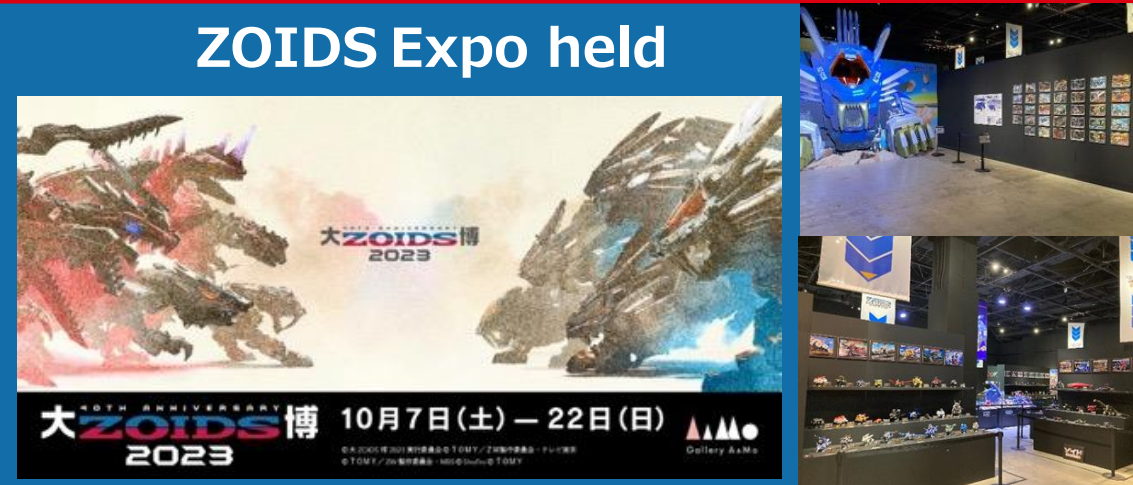 ZOIDS Expo held
大ZOIDS博
2023
40TH ANNIVERSARY
大ZOIDS博
2023
10月7日(土) — 22日(日)
AAMo
Gallery AaMo